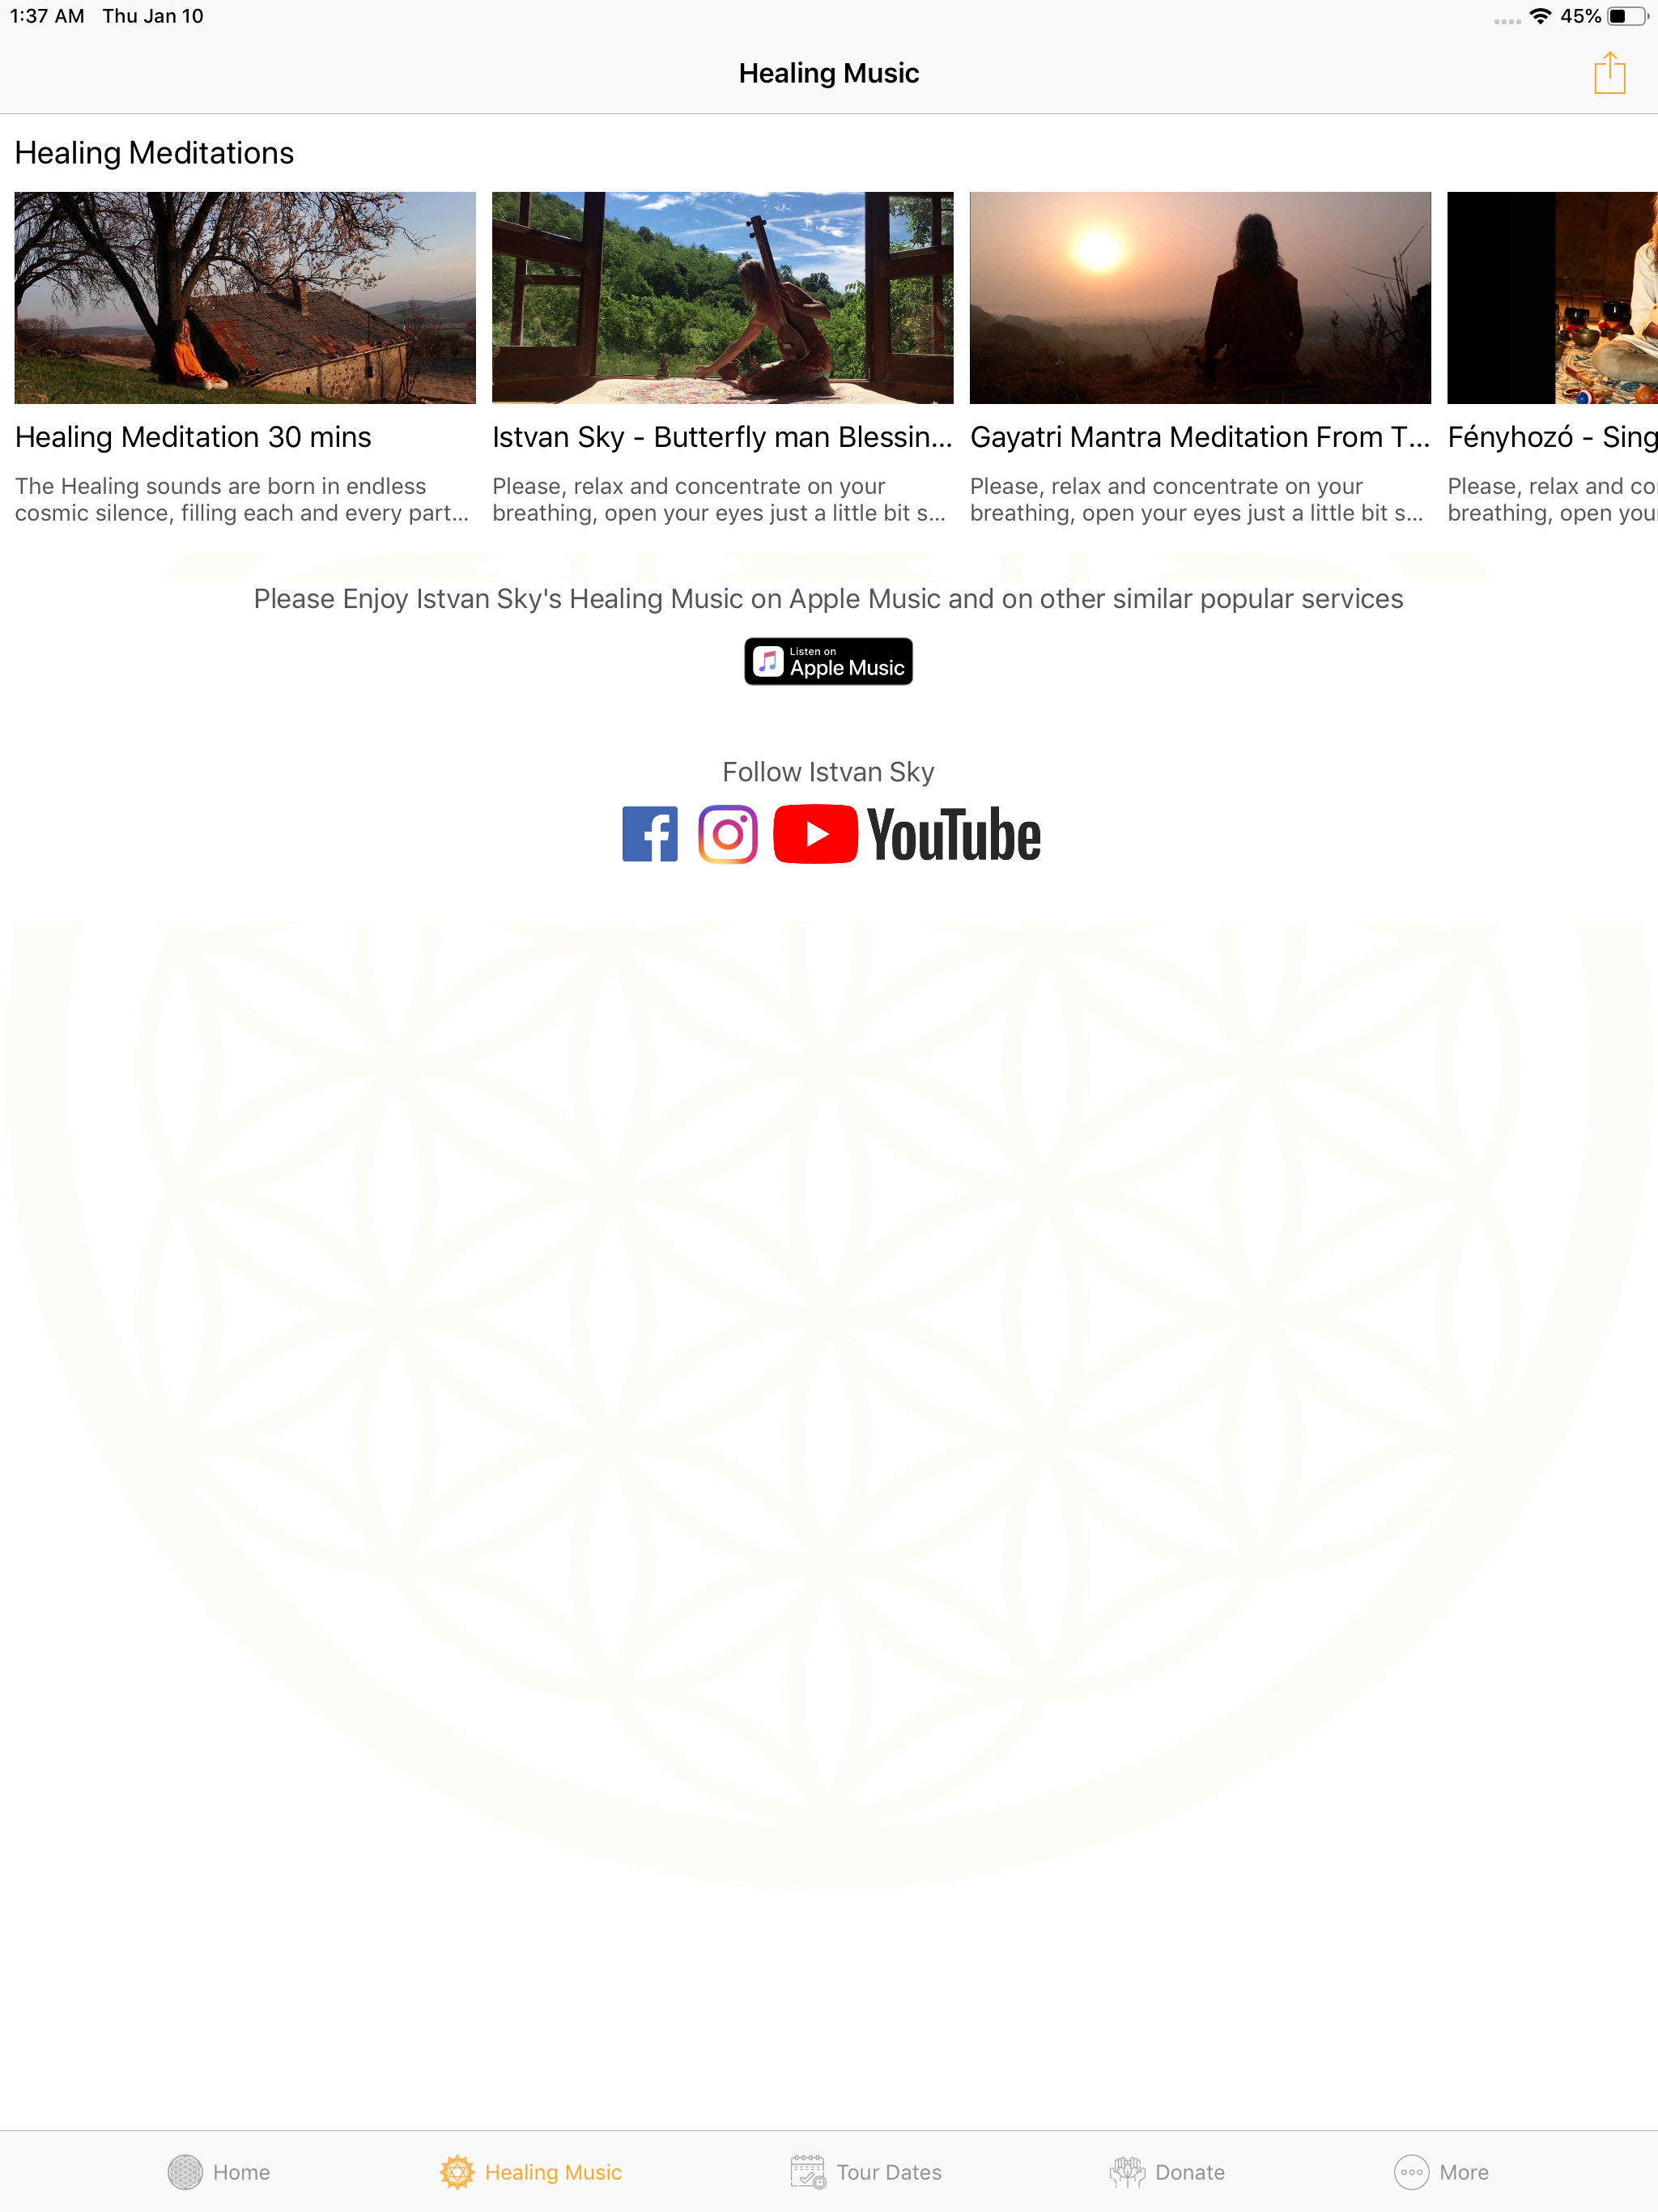 1:37 AM Thu Jan 10
45%
Healing Music
Healing Meditations
Healing Meditation 30 mins
The Healing sounds are born in endless
cosmic silence, filling each and every part...
Istvan Sky - Butterfly man Blessin...
Please, relax and concentrate on your
breathing, open your eyes just a little bit s...
Gayatri Mantra Meditation From T...
Please, relax and concentrate on your
breathing, open your eyes just a little bit s...
Fényhozó - Sing
Please, relax and co
breathing, open you
Please Enjoy Istvan Sky's Healing Music on Apple Music and on other similar popular services
Listen on
Apple Music
Follow Istvan Sky
YouTube
Home
Healing Music
Tour Dates
Donate
More